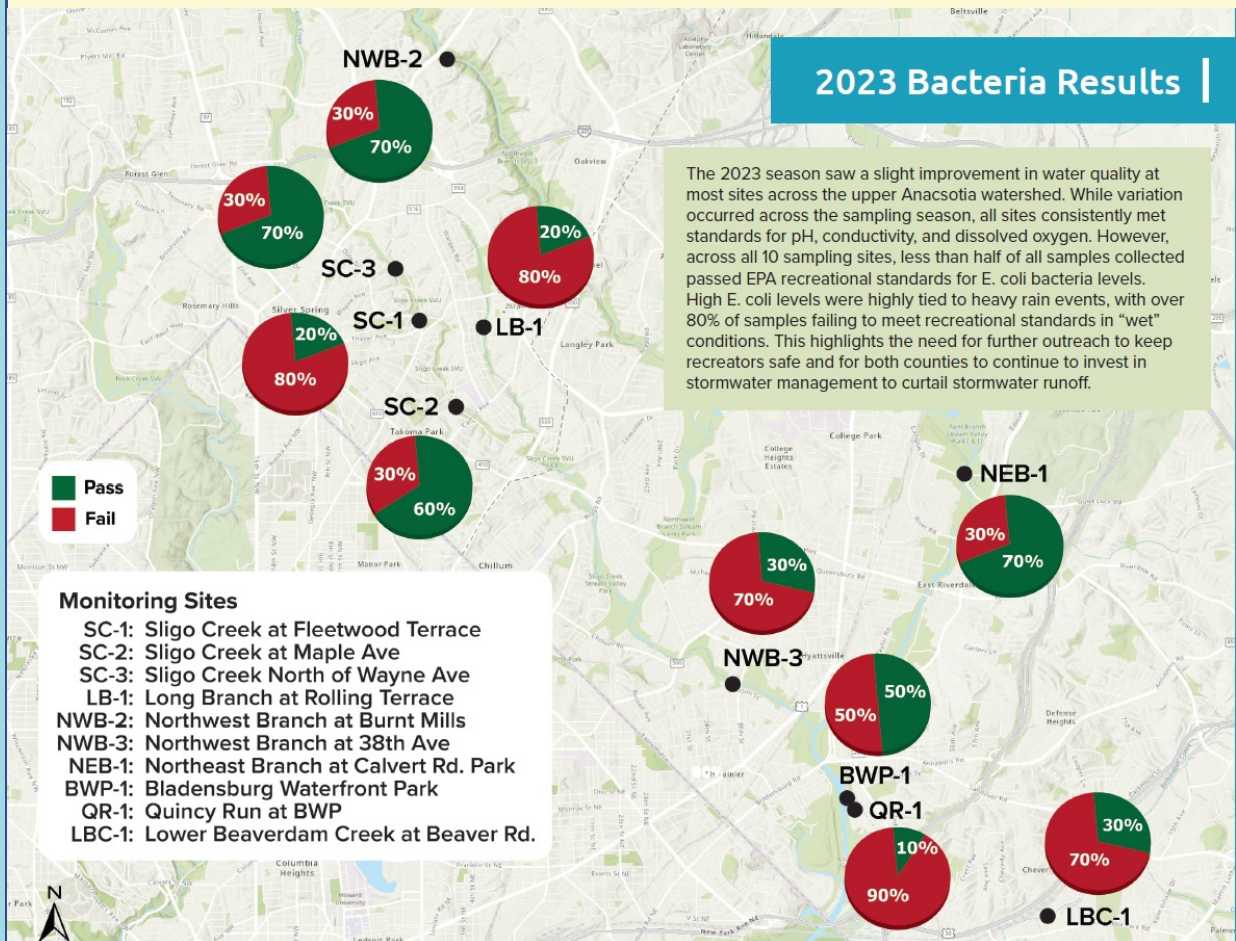 2023 Bacteria Results
The 2023 season saw a slight improvement in water quality at
most sites across the upper Anacsotia watershed. While variation
occurred across the sampling season, all sites consistently met
standards for pH, conductivity, and dissolved oxygen. However,
across all 10 sampling sites, less than half of all samples collected
passed EPA recreational standards for E. coli bacteria levels.
High E. coli levels were highly tied to heavy rain events, with over
80% of samples failing to meet recreational standards in “wet”
conditions. This highlights the need for further outreach to keep
recreators safe and for both counties to continue to invest in
stormwater management to curtail stormwater runoff.
Beltsville
Hillandale
NWB-2
30%
70%
Oakview
Forest Glen
30%
70%
SC-3
20%
80%
Rosemary Hills
Silver Spring
SC-1
LB-1
Langley Park
20%
80%
SC-2
Takoma Park
30%
60%
College Park
College
Heights
Estates
NEB-1
30%
70%
East Riverdale
Pass
Fail
Manor Park
Chillum
30%
70%
NWB-3
Hyattsville
50%
50%
Defense
Heights
BWP-1
QR-1
10%
90%
30%
70%
LBC-1
Monitoring Sites
SC-1: Sligo Creek at Fleetwood Terrace
SC-2: Sligo Creek at Maple Ave
SC-3: Sligo Creek North of Wayne Ave
LB-1: Long Branch at Rolling Terrace
NWB-2: Northwest Branch at Burnt Mills
NWB-3: Northwest Branch at 38th Ave
NEB-1: Northeast Branch at Calvert Rd. Park
BWP-1: Bladensburg Waterfront Park
QR-1: Quincy Run at BWP
LBC-1: Lower Beaverdam Creek at Beaver Rd.
Columbia
Heights
N